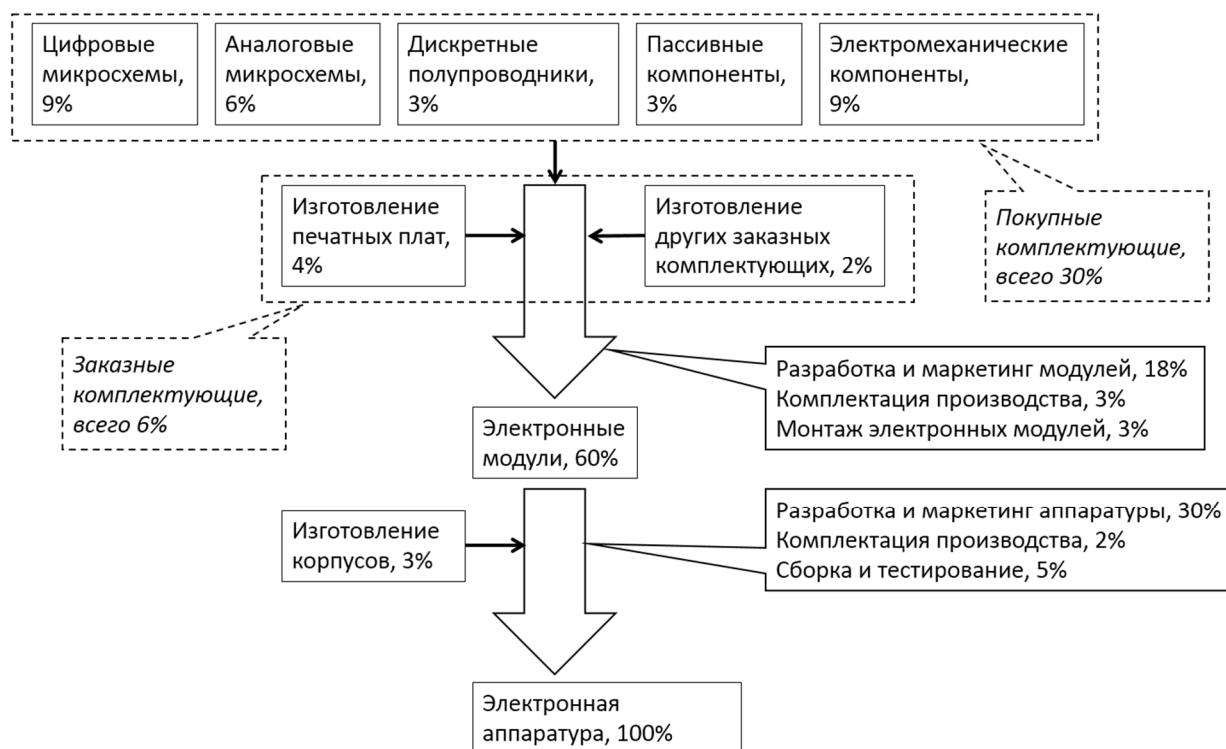 Цифровые
микросхемы,
9%
Аналоговые
микросхемы,
6%
Дискретные
полупроводники,
3%
Пассивные
компоненты,
3%
Электромеханические
компоненты,
9%
Изготовление
печатных плат,
4%
Изготовление
других заказных
комплектующих, 2%
Покупные
комплектующие,
всего 30%
Заказные
комплектующие,
всего 6%
Разработка и маркетинг модулей, 18%
Комплектация производства, 3%
Монтаж электронных модулей, 3%
Электронные
модули, 60%
Изготовление
корпусов, 3%
Разработка и маркетинг аппаратуры, 30%
Комплектация производства, 2%
Сборка и тестирование, 5%
Электронная
аппаратура, 100%